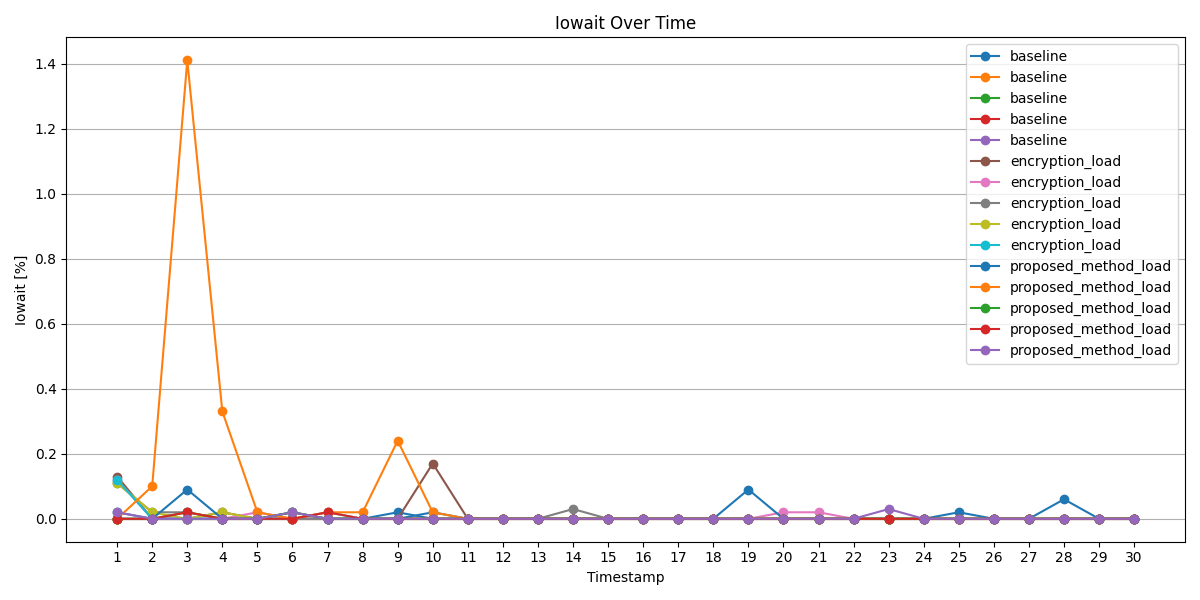 Iowait Over Time
Iowait [%]
1.4
1.2
1.0
0.8
0.6
0.4
0.2
0.0
baseline
baseline
baseline
baseline
baseline
encryption_load
encryption_load
encryption_load
encryption_load
encryption_load
proposed_method_load
proposed_method_load
proposed_method_load
proposed_method_load
proposed_method_load
1 2 3 4 5 6 7 8 9 10 11 12 13 14 15 16 17 18 19 20 21 22 23 24 25 26 27 28 29 30
Timestamp